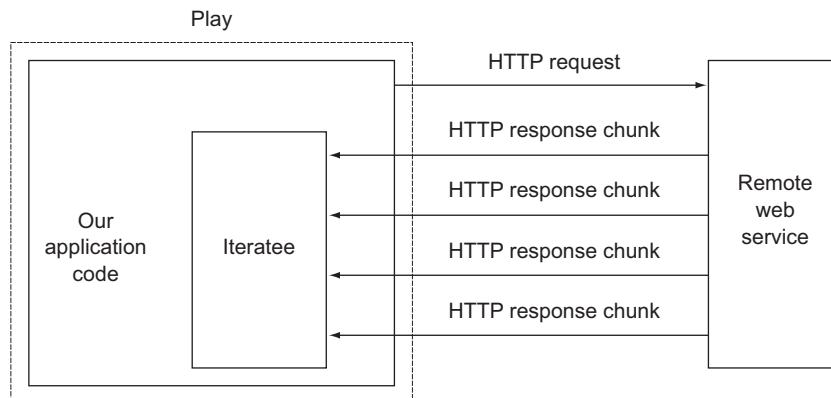 Play
HTTP request
HTTP response chunk
HTTP response chunk
HTTP response chunk
HTTP response chunk
Our
application
code
Iteratee
Remote
web
service